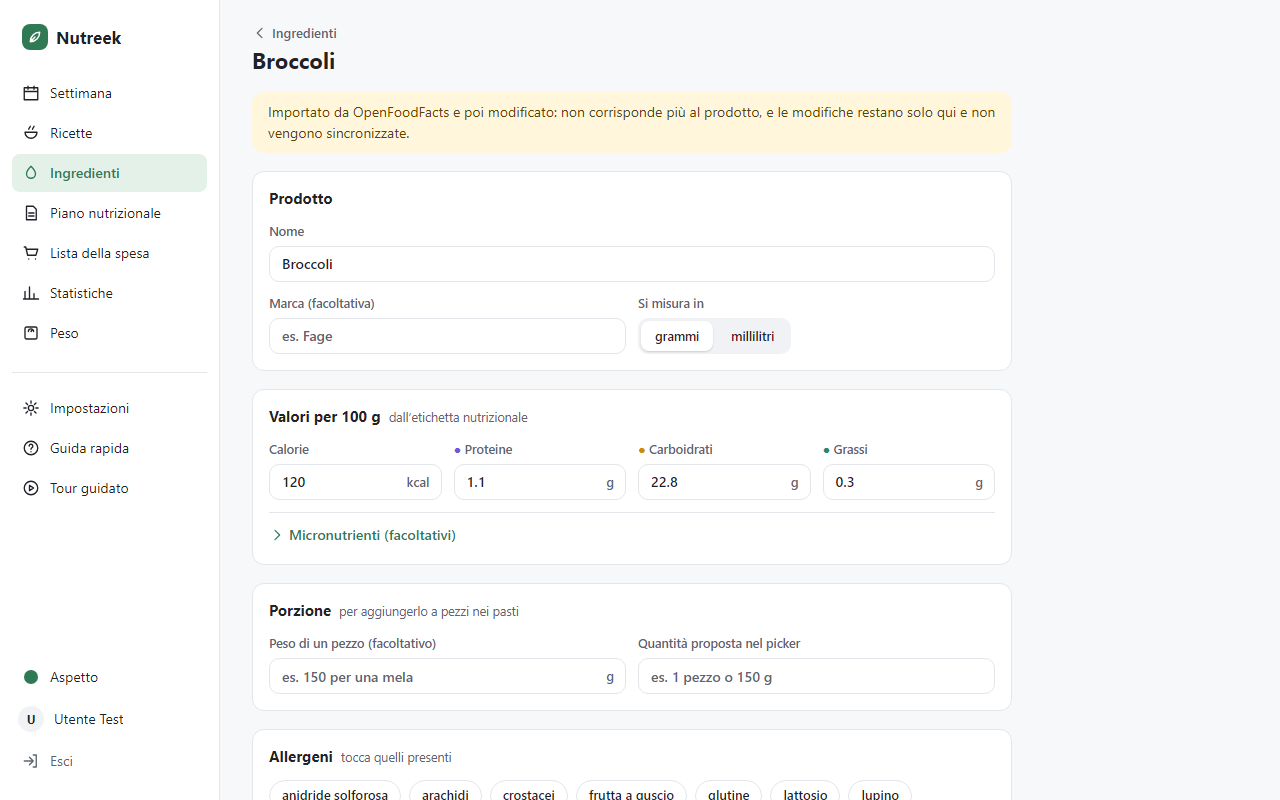 Nutreek
Settimana
Ricette
Ingredienti
Piano nutrizionale
Lista della spesa
Statistiche
Peso
Impostazioni
Guida rapida
Tour guidato
Aspetto
U Utente Test
Esci
Ingredienti
Broccoli
Importato da OpenFoodFacts e poi modificato: non corrisponde più al prodotto, e le modifiche restano solo qui e non
vengono sincronizzate.
Prodotto
Nome
Broccoli
Marca (facoltativa) Si misura in
es. Fage grammi millilitri
Valori per 100 g dall'etichetta nutrizionale
Calorie Proteine Carboidrati Grassi
120 kcal 1.1 g 22.8 g 0.3 g
Micronutrienti (facoltativi)
Porzione per aggiungerlo a pezzi nei pasti
Peso di un pezzo (facoltativo) Quantità proposta nel picker
es. 150 per una mela g es. 1 pezzo o 150 g
Allergeni tocca quelli presenti
anidride solforosa arachidi crostacei frutta a guscio glutine lattosio lupino